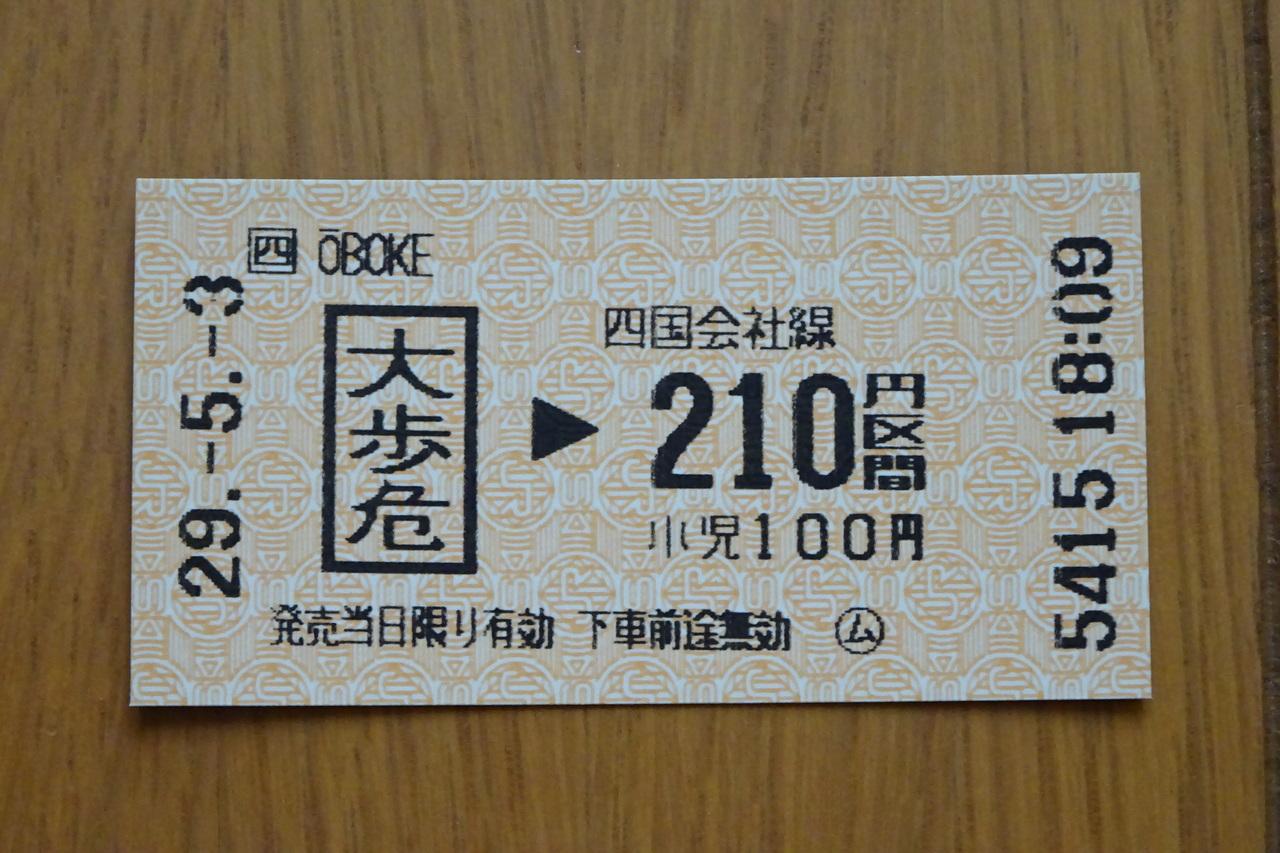 四 ŌBOKE
29.-5.-3
大歩危
▶
四国会社線
210円区間
小児100円
発売当日限り有効 下車前途無効 ム
5415 18:09